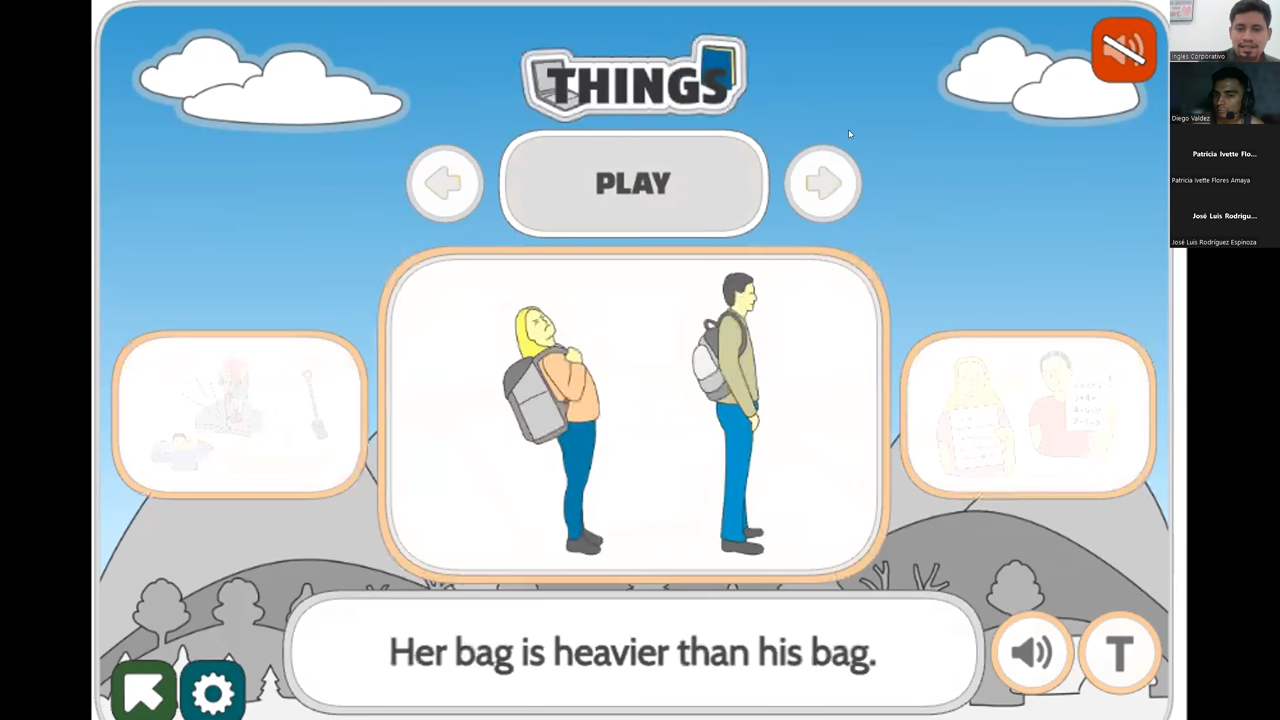 THINGS
PLAY
Her bag is heavier than his bag.
T
Ingles Corporativo
Diego Valdez
Patricia Ivette Flo...
Patricia Ivette Flores Amaya
José Luis Rodrigu...
José Luis Rodríguez Espinoza